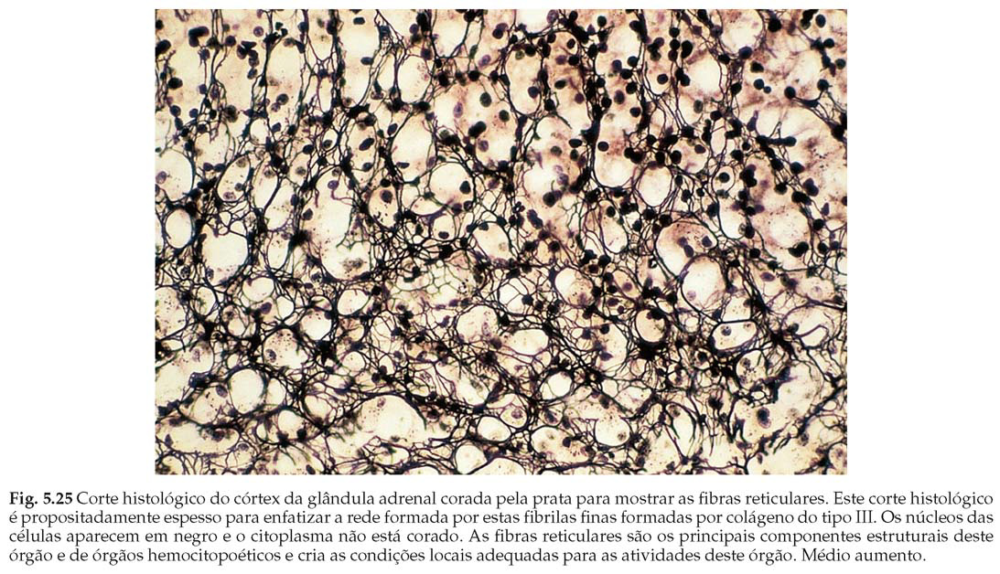 Fig. 5.25 Corte histológico do córtex da glândula adrenal corada pela prata para mostrar as fibras reticulares. Este corte histológico
é propositadamente espesso para enfatizar a rede formada por estas fibrilas finas formadas por colágeno do tipo III. Os núcleos das
células aparecem em negro e o citoplasma não está corado. As fibras reticulares são os principais componentes estruturais deste
órgão e de órgãos hemocitopoéticos e cria as condições locais adequadas para as atividades deste órgão. Médio aumento.